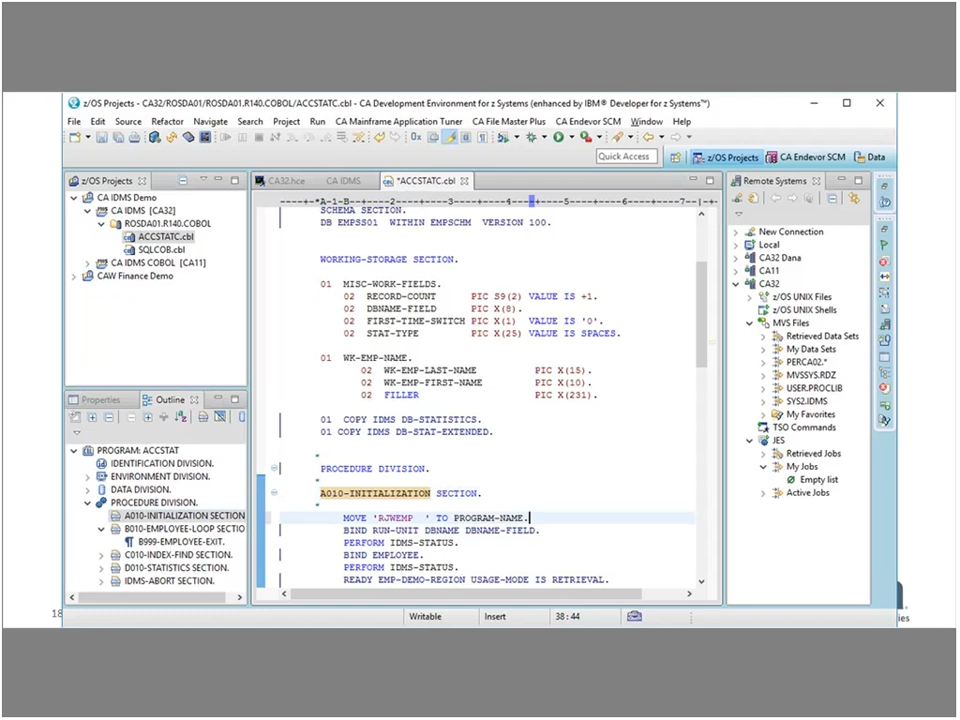 z/OS Projects - CA32/ROSDA01/ROSDA01.R140.COBOL/ACCSTATC.cbl - CA Development Environment for z Systems (enhanced by IBM® Developer for z Systems™)
File Edit Source Refactor Navigate Search Project Run CA Mainframe Application Tuner CA File Master Plus CA Endevor SCM Window Help
Quick Access z/OS Projects CA Endevor SCM Data
z/OS Projects
CA IDMS Demo
CA IDMS [CA32]
ROSDA01.R140.COBOL
ACCSTATC.cbl
SQLCOB.cbl
CA IDMS COBOL [CA11]
CAW Finance Demo
Properties Outline
PROGRAM: ACCSTAT
IDENTIFICATION DIVISION.
ENVIRONMENT DIVISION.
DATA DIVISION.
PROCEDURE DIVISION.
A010-INITIALIZATION SECTION
B010-EMPLOYEE-LOOP SECTIO
B999-EMPLOYEE-EXIT.
C010-INDEX-FIND SECTION.
D010-STATISTICS SECTION.
IDMS-ABORT SECTION.
CA32.hce CA IDMS *ACCSTATC.cbl
----+-*A-1-B--+----2----+----3----+----4----+----5----+----6----+----7-|--+
SCHEMA SECTION.
DB EMPSS01 WITHIN EMPSCHM VERSION 100.
WORKING-STORAGE SECTION.
01 MISC-WORK-FIELDS.
02 RECORD-COUNT PIC S9(2) VALUE IS +1.
02 DBNAME-FIELD PIC X(8).
02 FIRST-TIME-SWITCH PIC X(1) VALUE IS '0'.
02 STAT-TYPE PIC X(25) VALUE IS SPACES.
01 WK-EMP-NAME.
02 WK-EMP-LAST-NAME PIC X(15).
02 WK-EMP-FIRST-NAME PIC X(10).
02 FILLER PIC X(231).
01 COPY IDMS DB-STATISTICS.
01 COPY IDMS DB-STAT-EXTENDED.
*
PROCEDURE DIVISION.
*
A010-INITIALIZATION SECTION.
*
MOVE 'RJWEMP  ' TO PROGRAM-NAME.
BIND RUN-UNIT DBNAME DBNAME-FIELD.
PERFORM IDMS-STATUS.
BIND EMPLOYEE.
PERFORM IDMS-STATUS.
READY EMP-DEMO-REGION USAGE-MODE IS RETRIEVAL.
Remote Systems
New Connection
Local
CA32 Dana
CA11
CA32
z/OS UNIX Files
z/OS UNIX Shells
MVS Files
Retrieved Data Sets
My Data Sets
PERCA02.*
MVSSYS.RDZ
USER.PROCLIB
SYS2.IDMS
My Favorites
TSO Commands
JES
Retrieved Jobs
My Jobs
Empty list
Active Jobs
Writable Insert 38 : 44
18
ies